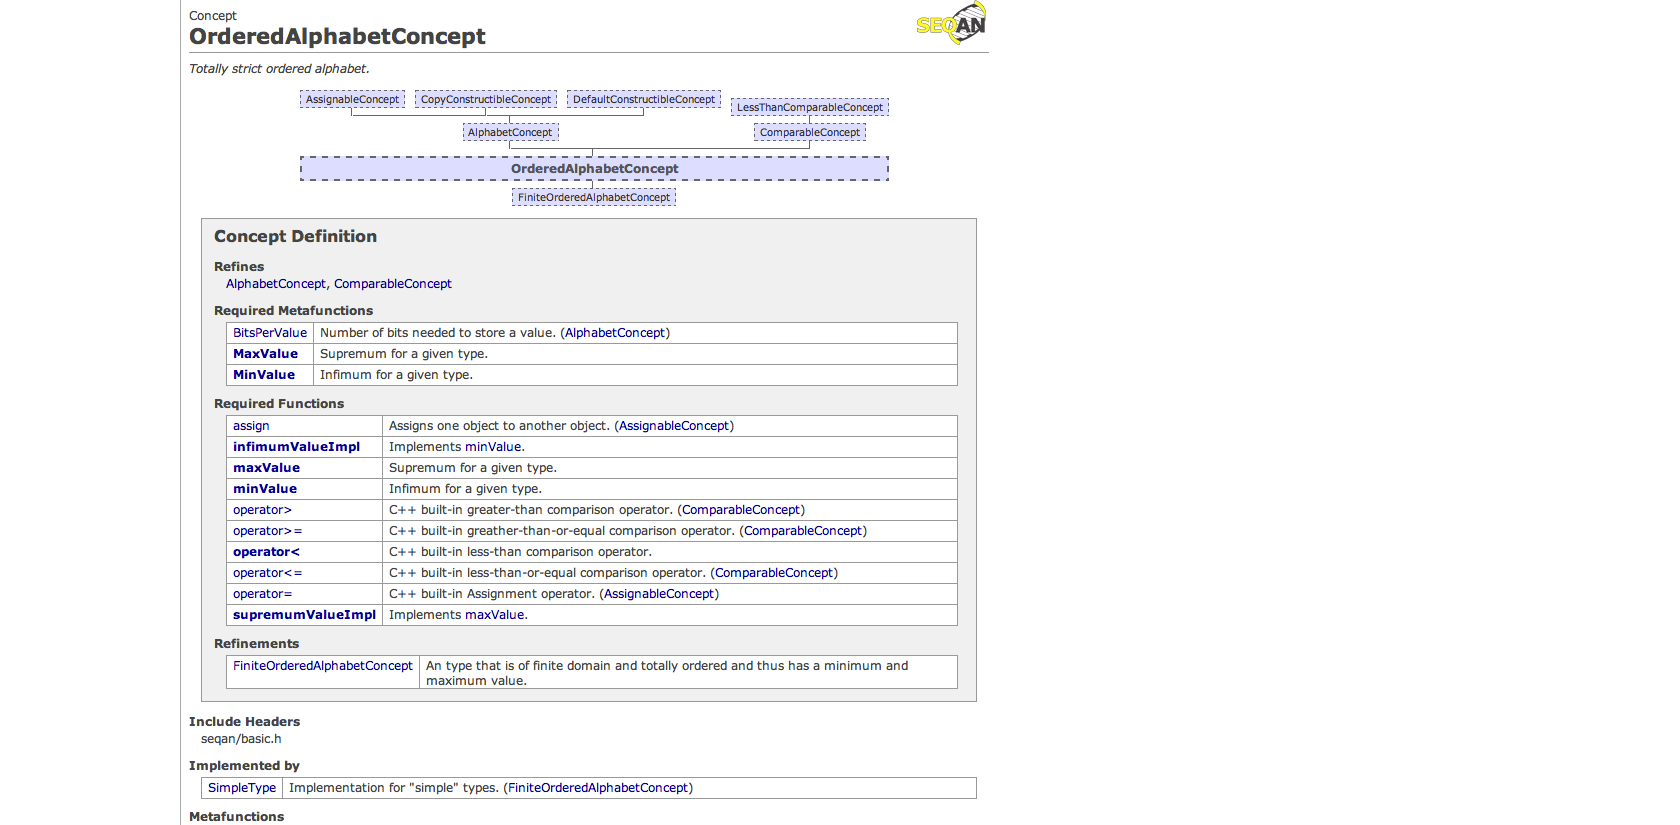 Concept
OrderedAlphabetConcept
SEQAN
Totally strict ordered alphabet.
AssignableConcept CopyConstructibleConcept DefaultConstructibleConcept LessThanComparableConcept
AlphabetConcept ComparableConcept
OrderedAlphabetConcept
FiniteOrderedAlphabetConcept
Concept Definition
Refines
AlphabetConcept, ComparableConcept
Required Metafunctions
BitsPerValue Number of bits needed to store a value. (AlphabetConcept)
MaxValue Supremum for a given type.
MinValue Infimum for a given type.
Required Functions
assign Assigns one object to another object. (AssignableConcept)
infimumValueImpl Implements minValue.
maxValue Supremum for a given type.
minValue Infimum for a given type.
operator> C++ built-in greater-than comparison operator. (ComparableConcept)
operator>= C++ built-in greather-than-or-equal comparison operator. (ComparableConcept)
operator< C++ built-in less-than comparison operator.
operator<= C++ built-in less-than-or-equal comparison operator. (ComparableConcept)
operator= C++ built-in Assignment operator. (AssignableConcept)
supremumValueImpl Implements maxValue.
Refinements
FiniteOrderedAlphabetConcept An type that is of finite domain and totally ordered and thus has a minimum and
maximum value.
Include Headers
seqan/basic.h
Implemented by
SimpleType Implementation for "simple" types. (FiniteOrderedAlphabetConcept)
Metafunctions